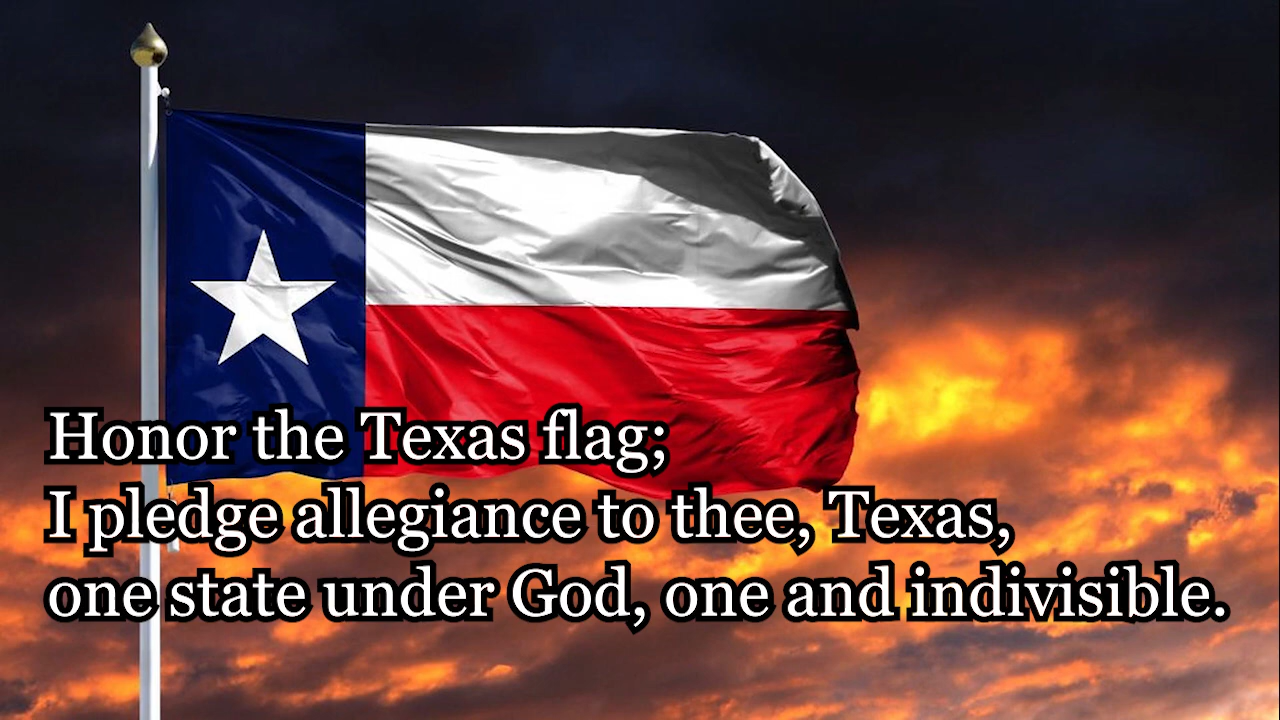 Honor the Texas flag;
I pledge allegiance to thee, Texas,
one state under God, one and indivisible.